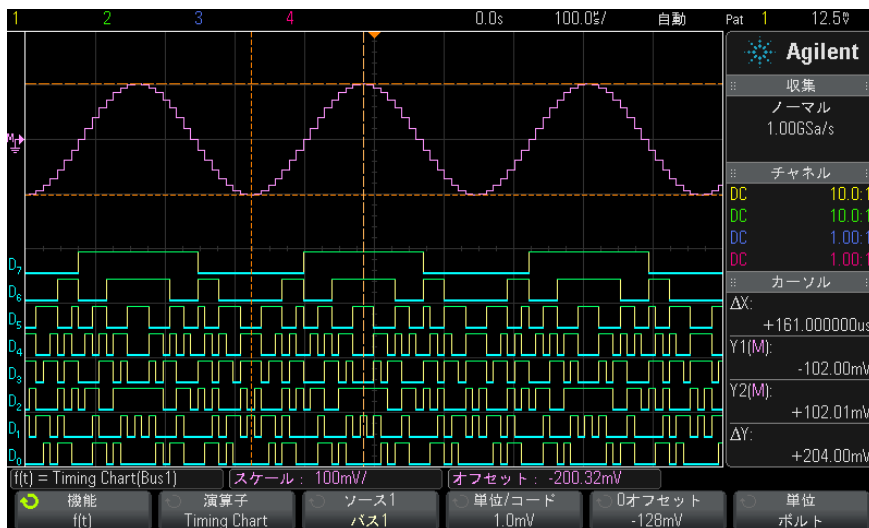 1 2 3 4 0.0s 100.0㎲/ 自動 Pat 1 12.5㎷
Agilent
収集
ノーマル
1.00GSa/s
チャネル
DC 10.0:1
DC 10.0:1
DC 1.00:1
DC 1.00:1
カーソル
ΔX:
+161.000000us
Y1(M):
-102.00mV
Y2(M):
+102.01mV
ΔY:
+204.00mV
M
D7
D6
D5
D4
D3
D2
D1
D0
f(t) = Timing Chart(Bus1) スケール : 100mV/ オフセット : -200.32mV
機能 演算子 ソース1 単位/コード 0オフセット 単位
f(t) Timing Chart バス1 1.0mV -128mV ボルト